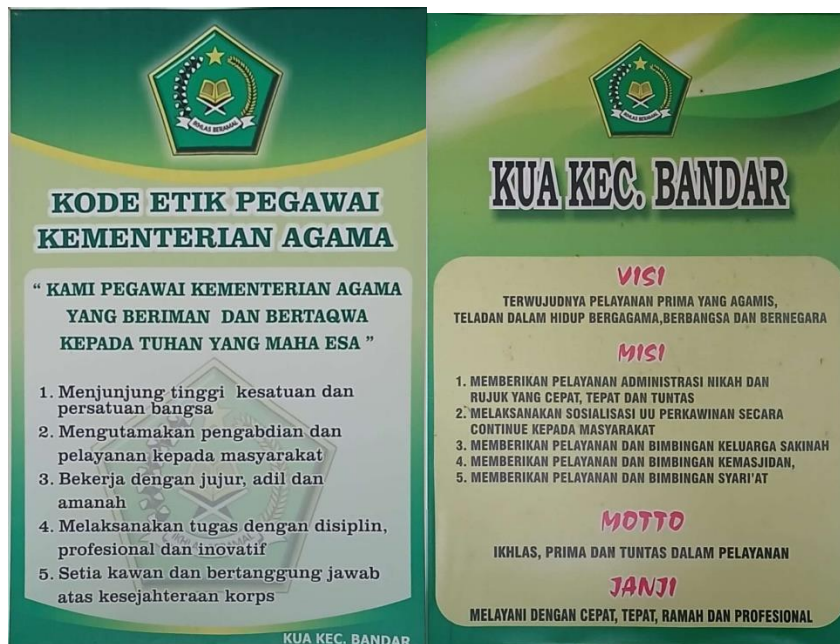 IKHLAS BERAMAL
KODE ETIK PEGAWAI
KEMENTERIAN AGAMA
“ KAMI PEGAWAI KEMENTERIAN AGAMA
YANG BERIMAN DAN BERTAQWA
KEPADA TUHAN YANG MAHA ESA ”
1. Menjunjung tinggi kesatuan dan
persatuan bangsa
2. Mengutamakan pengabdian dan
pelayanan kepada masyarakat
3. Bekerja dengan jujur, adil dan
amanah
4. Melaksanakan tugas dengan disiplin,
profesional dan inovatif
5. Setia kawan dan bertanggung jawab
atas kesejahteraan korps
IKHLAS BERAMAL
KUA KEC. BANDAR
IKHLAS BERAMAL
KUA KEC. BANDAR
VISI
TERWUJUDNYA PELAYANAN PRIMA YANG AGAMIS,
TELADAN DALAM HIDUP BERGAGAMA,BERBANGSA DAN BERNEGARA
MISI
1. MEMBERIKAN PELAYANAN ADMINISTRASI NIKAH DAN
RUJUK YANG CEPAT, TEPAT DAN TUNTAS
2. MELAKSANAKAN SOSIALISASI UU PERKAWINAN SECARA
CONTINUE KEPADA MASYARAKAT
3. MEMBERIKAN PELAYANAN DAN BIMBINGAN KELUARGA SAKINAH
4. MEMBERIKAN PELAYANAN DAN BIMBINGAN KEMASJIDAN,
5. MEMBERIKAN PELAYANAN DAN BIMBINGAN SYARI'AT
MOTTO
IKHLAS, PRIMA DAN TUNTAS DALAM PELAYANAN
JANJI
MELAYANI DENGAN CEPAT, TEPAT, RAMAH DAN PROFESIONAL